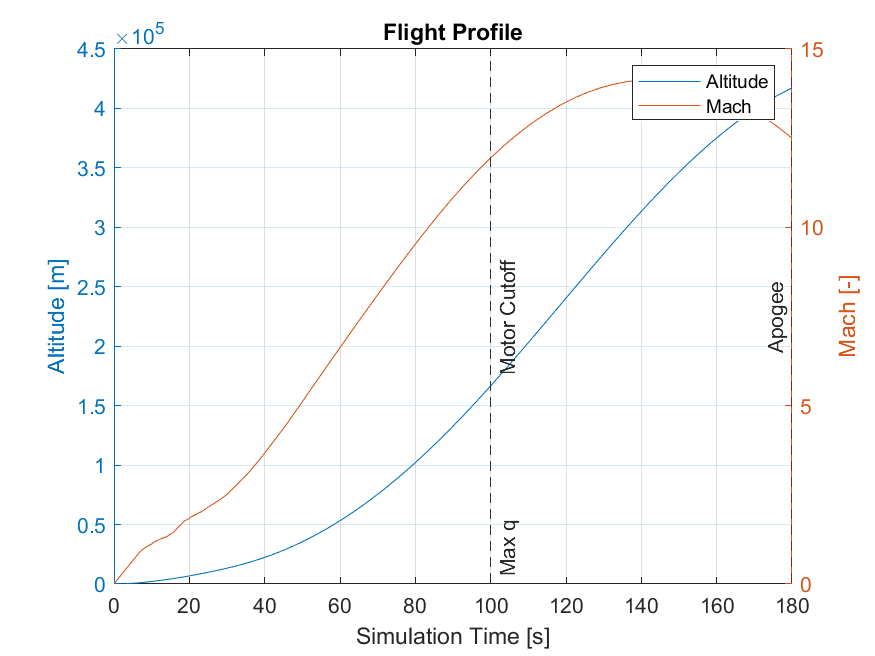 Flight Profile
×10⁵
4.5
4
3.5
3
2.5
2
1.5
1
0.5
0
Altitude [m]
15
10
5
0
Mach [-]
Altitude
Mach
Motor Cutoff
Max q
Apogee
0 20 40 60 80 100 120 140 160 180
Simulation Time [s]